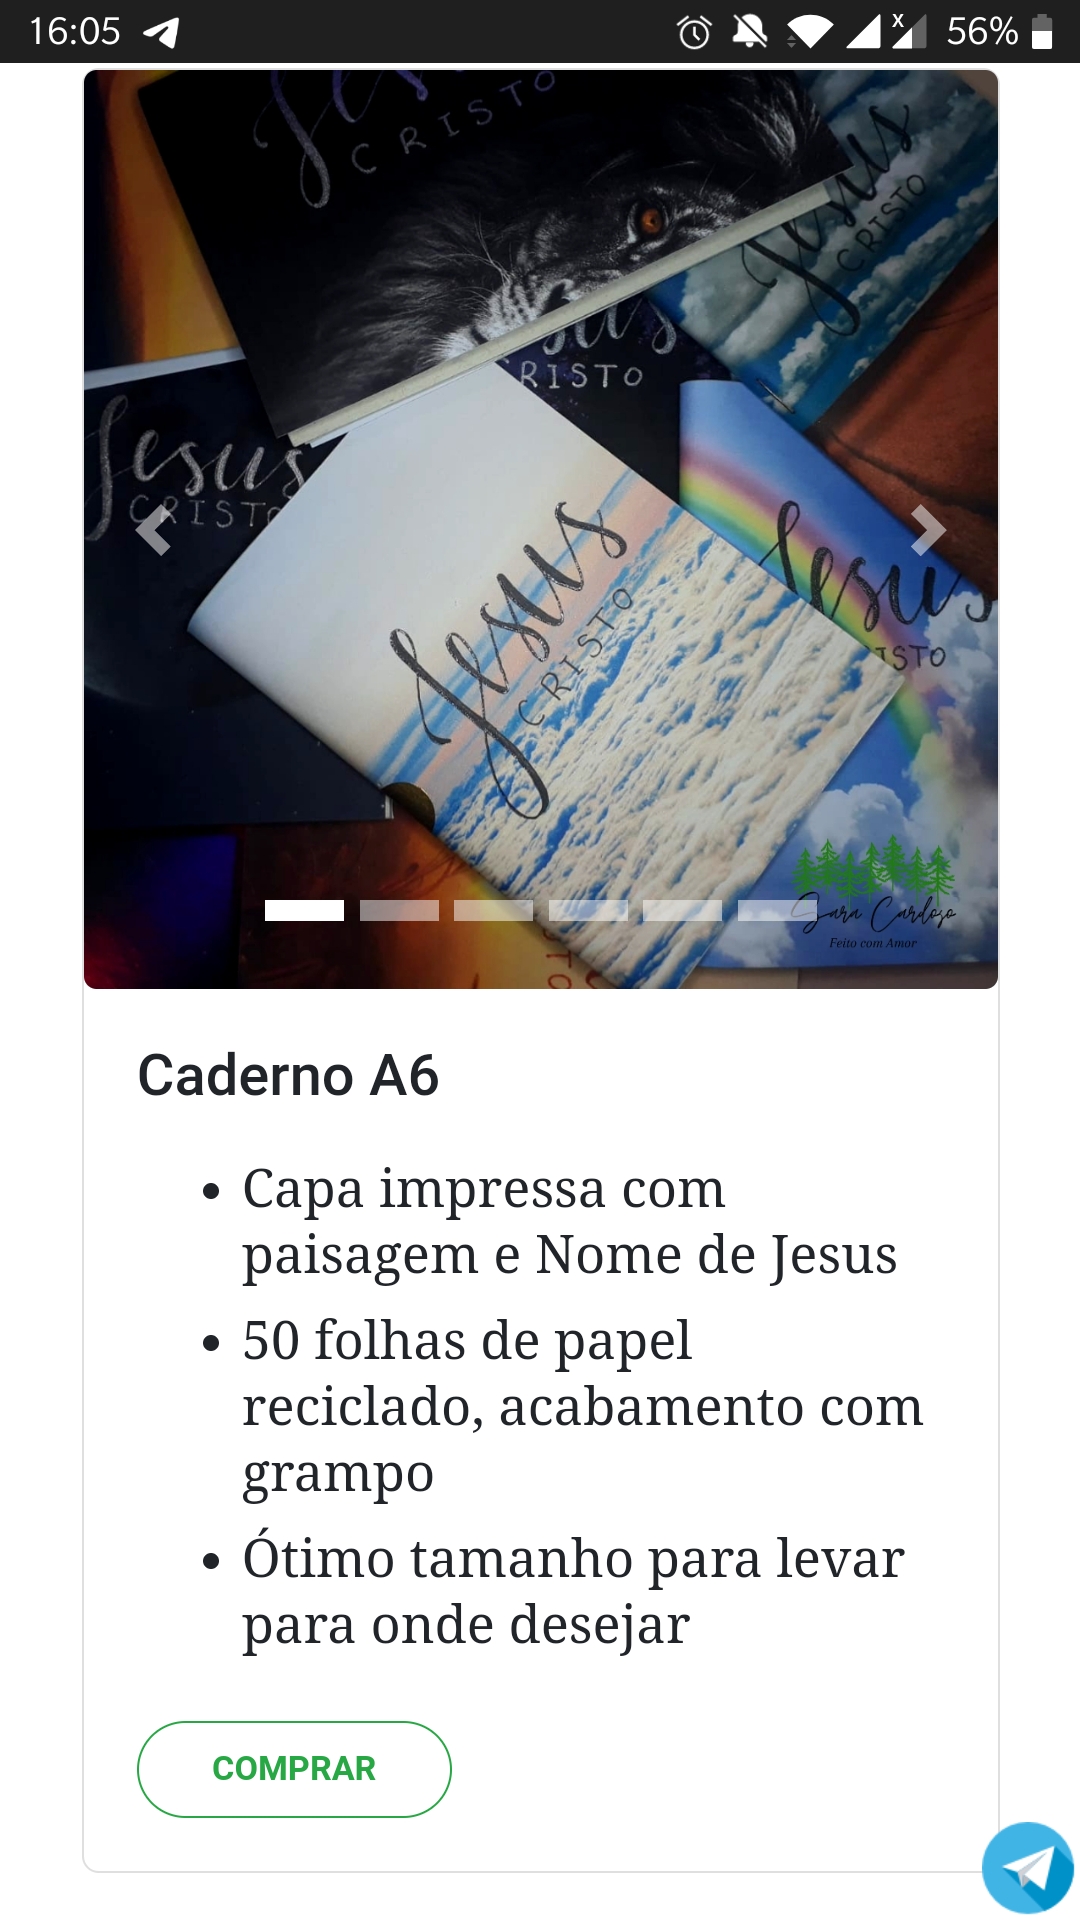 16:05
x
56%
Jesus
CRISTO
Jesus
CRISTO
Jesus
CRISTO
Jesus
CRISTO
Jesus
CRISTO
Sara Cardoso
Feito com Amor
Caderno A6
• Capa impressa com
paisagem e Nome de Jesus
• 50 folhas de papel
reciclado, acabamento com
grampo
• Ótimo tamanho para levar
para onde desejar
COMPRAR